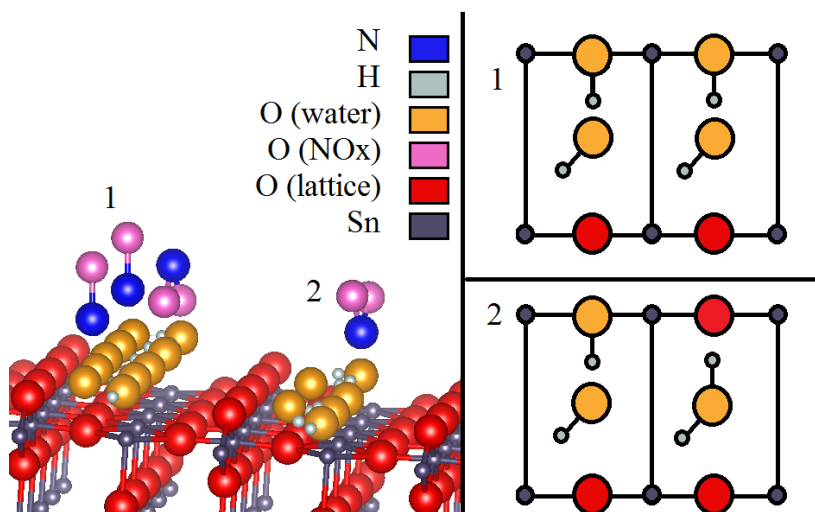 N
H
O (water)
O (NOx)
O (lattice)
Sn
1
2
1
2